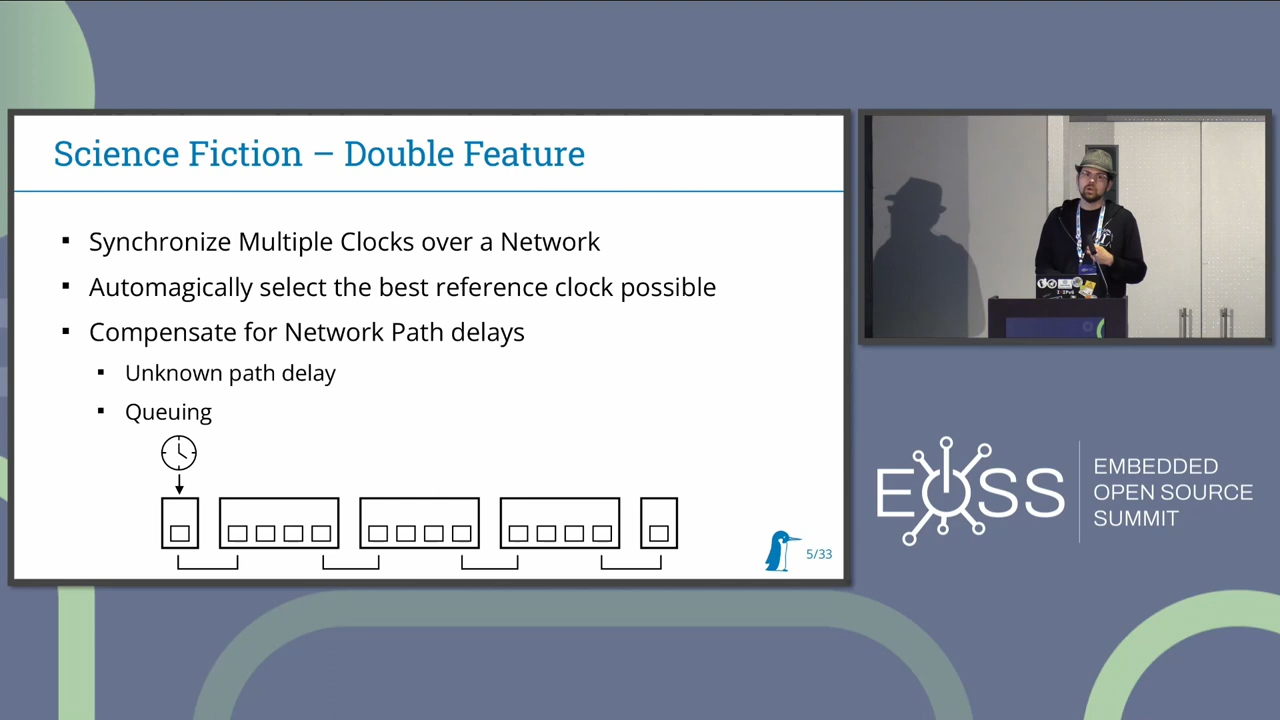 Science Fiction – Double Feature
▪ Synchronize Multiple Clocks over a Network
▪ Automagically select the best reference clock possible
▪ Compensate for Network Path delays
▪ Unknown path delay
▪ Queuing
5/33
EOSS
EMBEDDED
OPEN SOURCE
SUMMIT